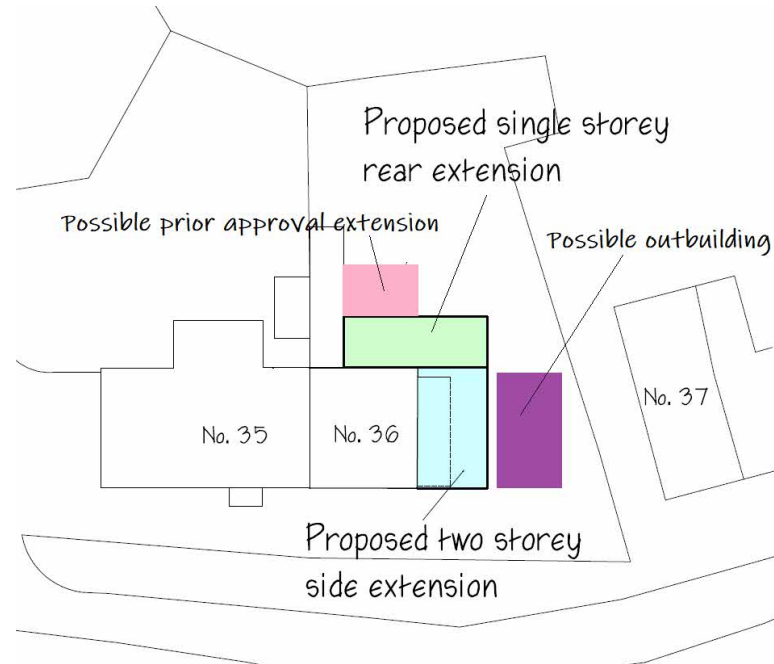 Proposed single storey
rear extension
Possible prior approval extension
Possible outbuilding
No. 37
No. 35
No. 36
Proposed two storey
side extension